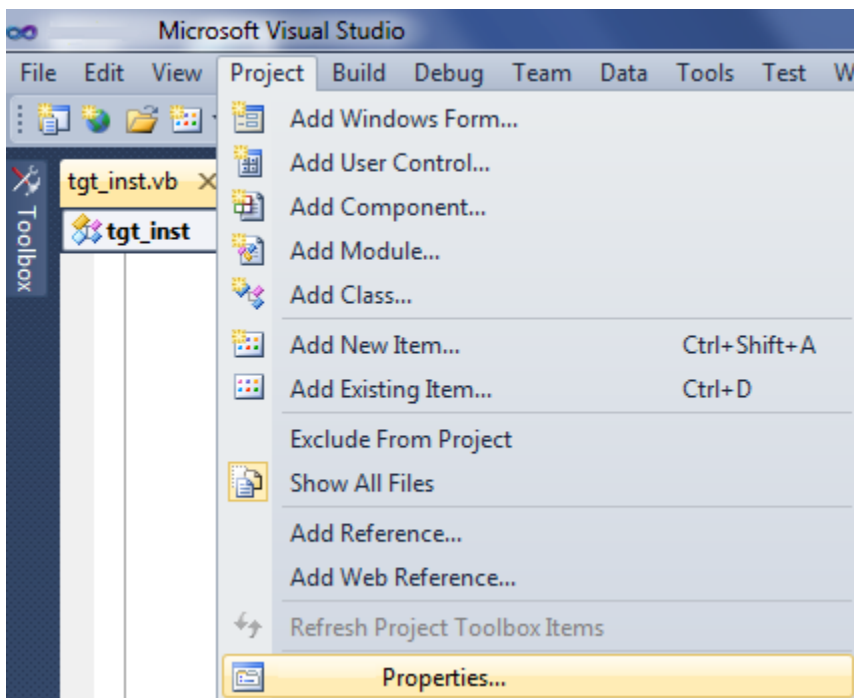 Microsoft Visual Studio
File Edit View Project Build Debug Team Data Tools Test W
Add Windows Form...
Add User Control...
Add Component...
Add Module...
Add Class...
Add New Item... Ctrl+Shift+A
Add Existing Item... Ctrl+D
Exclude From Project
Show All Files
Add Reference...
Add Web Reference...
Refresh Project Toolbox Items
Properties...
Toolbox
tgt_inst.vb
tgt_inst